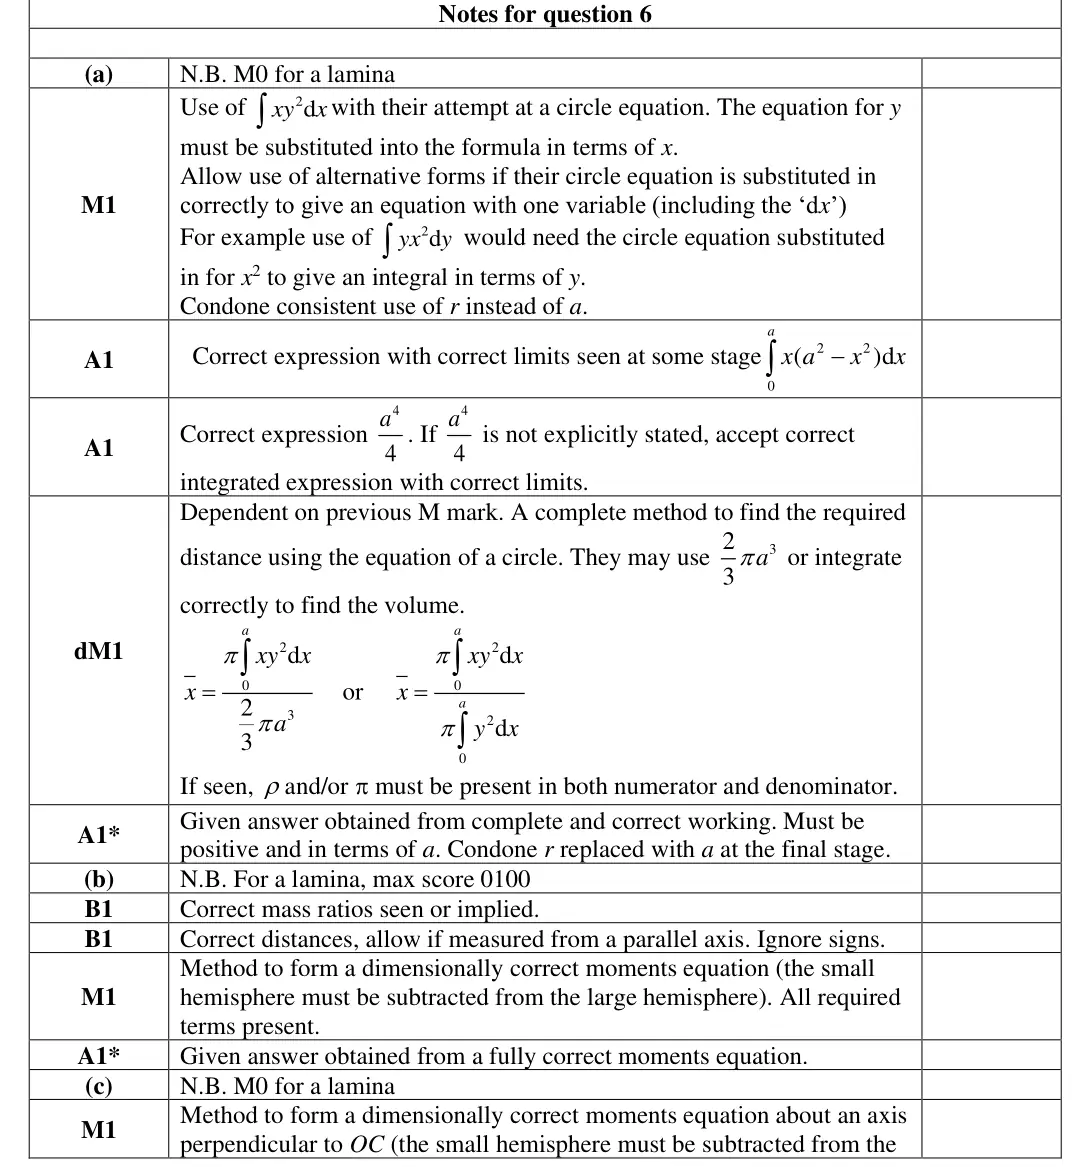 Notes for question 6
(a) N.B. M0 for a lamina
Use of ∫xy²dx with their attempt at a circle equation. The equation for y
must be substituted into the formula in terms of x.
Allow use of alternative forms if their circle equation is substituted in
M1 correctly to give an equation with one variable (including the ‘dx’)
For example use of ∫yx²dy would need the circle equation substituted
in for x² to give an integral in terms of y.
Condone consistent use of r instead of a.
A1 Correct expression with correct limits seen at some stage ∫₀ᵃ x(a² – x²)dx
A1 Correct expression a⁴/4. If a⁴/4 is not explicitly stated, accept correct
integrated expression with correct limits.
Dependent on previous M mark. A complete method to find the required
distance using the equation of a circle. They may use 2/3 πa³ or integrate
correctly to find the volume.
dM1 x̄ = (π∫₀ᵃ xy²dx)/(2/3 πa³) or x̄ = (π∫₀ᵃ xy²dx)/(π∫₀ᵃ y²dx)
If seen, ρ and/or π must be present in both numerator and denominator.
A1* Given answer obtained from complete and correct working. Must be
positive and in terms of a. Condone r replaced with a at the final stage.
(b) N.B. For a lamina, max score 0100
B1 Correct mass ratios seen or implied.
B1 Correct distances, allow if measured from a parallel axis. Ignore signs.
Method to form a dimensionally correct moments equation (the small
M1 hemisphere must be subtracted from the large hemisphere). All required
terms present.
A1* Given answer obtained from a fully correct moments equation.
(c) N.B. M0 for a lamina
M1 Method to form a dimensionally correct moments equation about an axis
perpendicular to OC (the small hemisphere must be subtracted from the